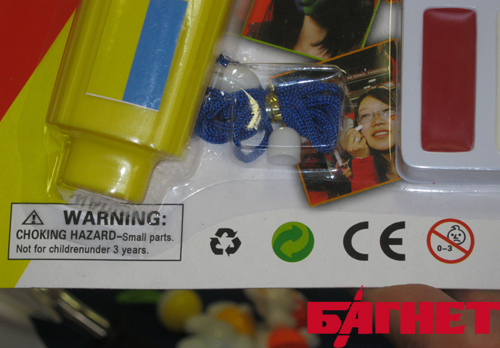 WARNING:
CHOKING HAZARD–Small parts.
Not for childrenunder 3 years.
CE
0-3
БАГНЕТ